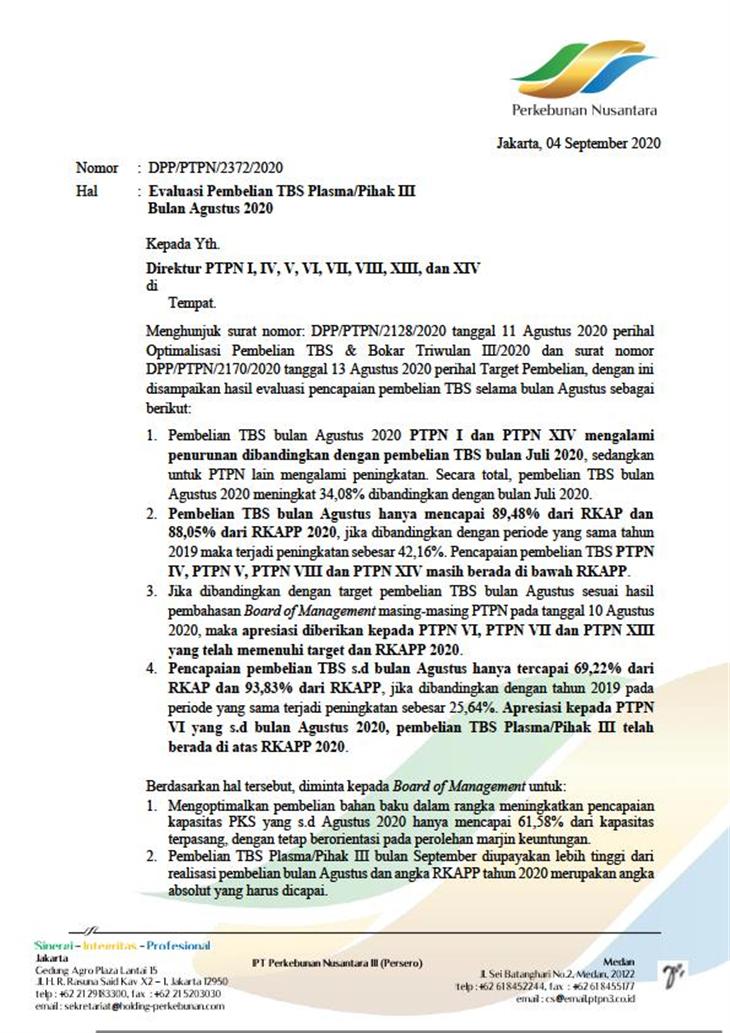 Perkebunan Nusantara
Jakarta, 04 September 2020
Nomor : DPP/PTPN/2372/2020
Hal : Evaluasi Pembelian TBS Plasma/Pihak III
Bulan Agustus 2020
Kepada Yth.
Direktur PTPN I, IV, V, VI, VII, VIII, XIII, dan XIV
di
Tempat.
Menghunjuk surat nomor: DPP/PTPN/2128/2020 tanggal 11 Agustus 2020 perihal
Optimalisasi Pembelian TBS & Bokar Triwulan III/2020 dan surat nomor
DPP/PTPN/2170/2020 tanggal 13 Agustus 2020 perihal Target Pembelian, dengan ini
disampaikan hasil evaluasi pencapaian pembelian TBS selama bulan Agustus sebagai
berikut:
1. Pembelian TBS bulan Agustus 2020 PTPN I dan PTPN XIV mengalami
penurunan dibandingkan dengan pembelian TBS bulan Juli 2020, sedangkan
untuk PTPN lain mengalami peningkatan. Secara total, pembelian TBS bulan
Agustus 2020 meningkat 34,08% dibandingkan dengan bulan Juli 2020.
2. Pembelian TBS bulan Agustus hanya mencapai 89,48% dari RKAP dan
88,05% dari RKAPP 2020, jika dibandingkan dengan periode yang sama tahun
2019 maka terjadi peningkatan sebesar 42,16%. Pencapaian pembelian TBS PTPN
IV, PTPN V, PTPN VIII dan PTPN XIV masih berada di bawah RKAPP.
3. Jika dibandingkan dengan target pembelian TBS bulan Agustus sesuai hasil
pembahasan Board of Management masing-masing PTPN pada tanggal 10 Agustus
2020, maka apresiasi diberikan kepada PTPN VI, PTPN VII dan PTPN XIII
yang telah memenuhi target dan RKAPP 2020.
4. Pencapaian pembelian TBS s.d bulan Agustus hanya tercapai 69,22% dari
RKAP dan 93,83% dari RKAPP, jika dibandingkan dengan tahun 2019 pada
periode yang sama terjadi peningkatan sebesar 25,64%. Apresiasi kepada PTPN
VI yang s.d bulan Agustus 2020, pembelian TBS Plasma/Pihak III telah
berada di atas RKAPP 2020.
Berdasarkan hal tersebut, diminta kepada Board of Management untuk:
1. Mengoptimalkan pembelian bahan baku dalam rangka meningkatkan pencapaian
kapasitas PKS yang s.d Agustus 2020 hanya mencapai 61,58% dari kapasitas
terpasang, dengan tetap berorientasi pada perolehan marjin keuntungan.
2. Pembelian TBS Plasma/Pihak III bulan September diupayakan lebih tinggi dari
realisasi pembelian bulan Agustus dan angka RKAPP tahun 2020 merupakan angka
absolut yang harus dicapai.
Sinergi - Integritas - Profesional
Jakarta
Gedung Agro Plaza Lantai 15
Jl. H. R. Rasuna Said Kav X2 - 1, Jakarta 12950
telp : +62 21 29183300, fax : +62 21 5203030
email : sekretariat@holding-perkebunan.com
PT Perkebunan Nusantara III (Persero)
Medan
Jl. Sei Batanghari No.2, Medan, 20122
telp : +62 61 8452244, fax : +62 61 8455177
email : cs@email.ptpn3.co.id